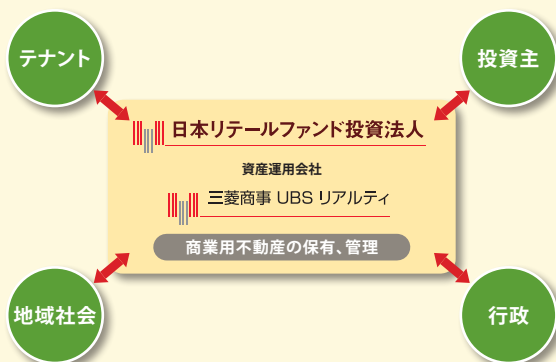 テナント
投資主
日本リテールファンド投資法人
資産運用会社
三菱商事 UBS リアルティ
商業用不動産の保有、管理
地域社会
行政